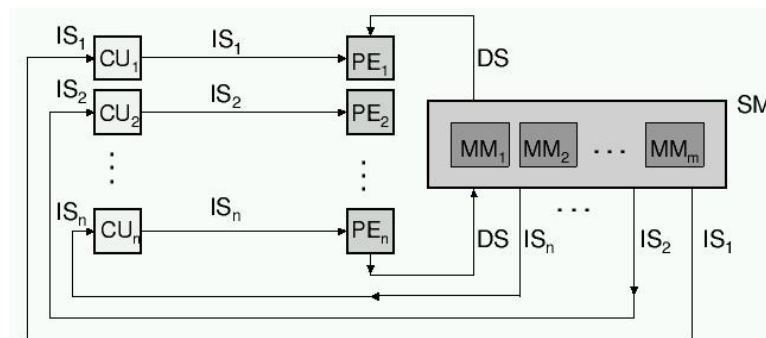 IS₁ CU₁ IS₁ PE₁ DS
IS₂ CU₂ IS₂ PE₂ SM
MM₁ MM₂ ... MMₘ
ISₙ CUₙ ISₙ PEₙ DS ISₙ ... IS₂ IS₁